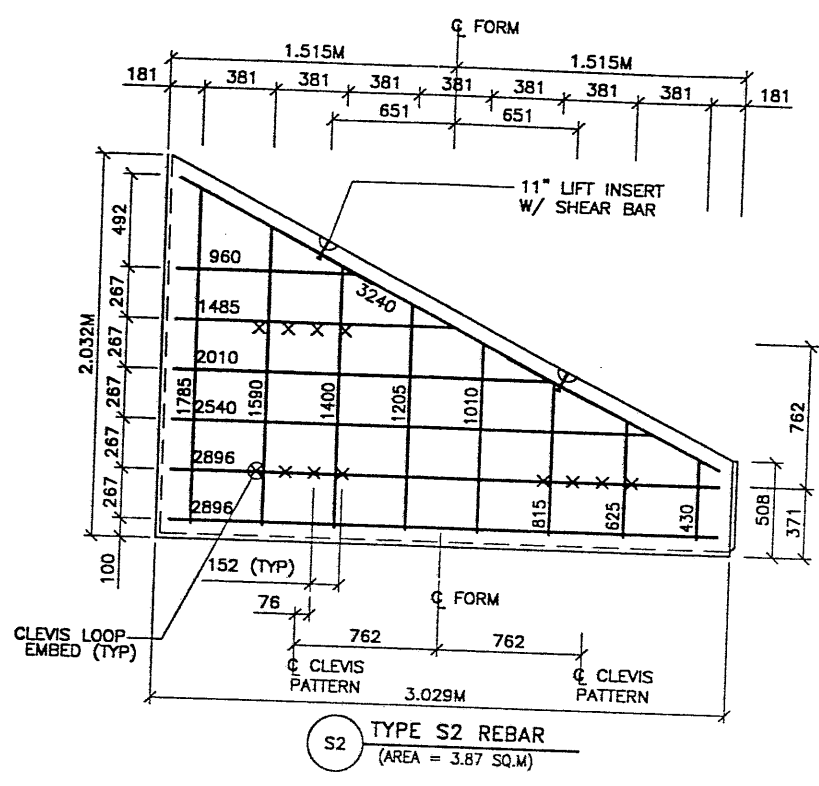 ℄ FORM
1.515M
1.515M
181
381
381
381
381
381
381
381
181
651
651
11" LIFT INSERT
W/ SHEAR BAR
492
960
267
1485
3240
2.032M
267
2010
267
1785
1590
1400
1205
1010
762
2540
267
2896
267
2896
815
625
430
508
371
100
152 (TYP)
76
℄ FORM
CLEVIS LOOP
EMBED (TYP)
762
762
℄ CLEVIS
PATTERN
℄ CLEVIS
PATTERN
3.029M
S2
TYPE S2 REBAR
(AREA = 3.87 SQ.M)